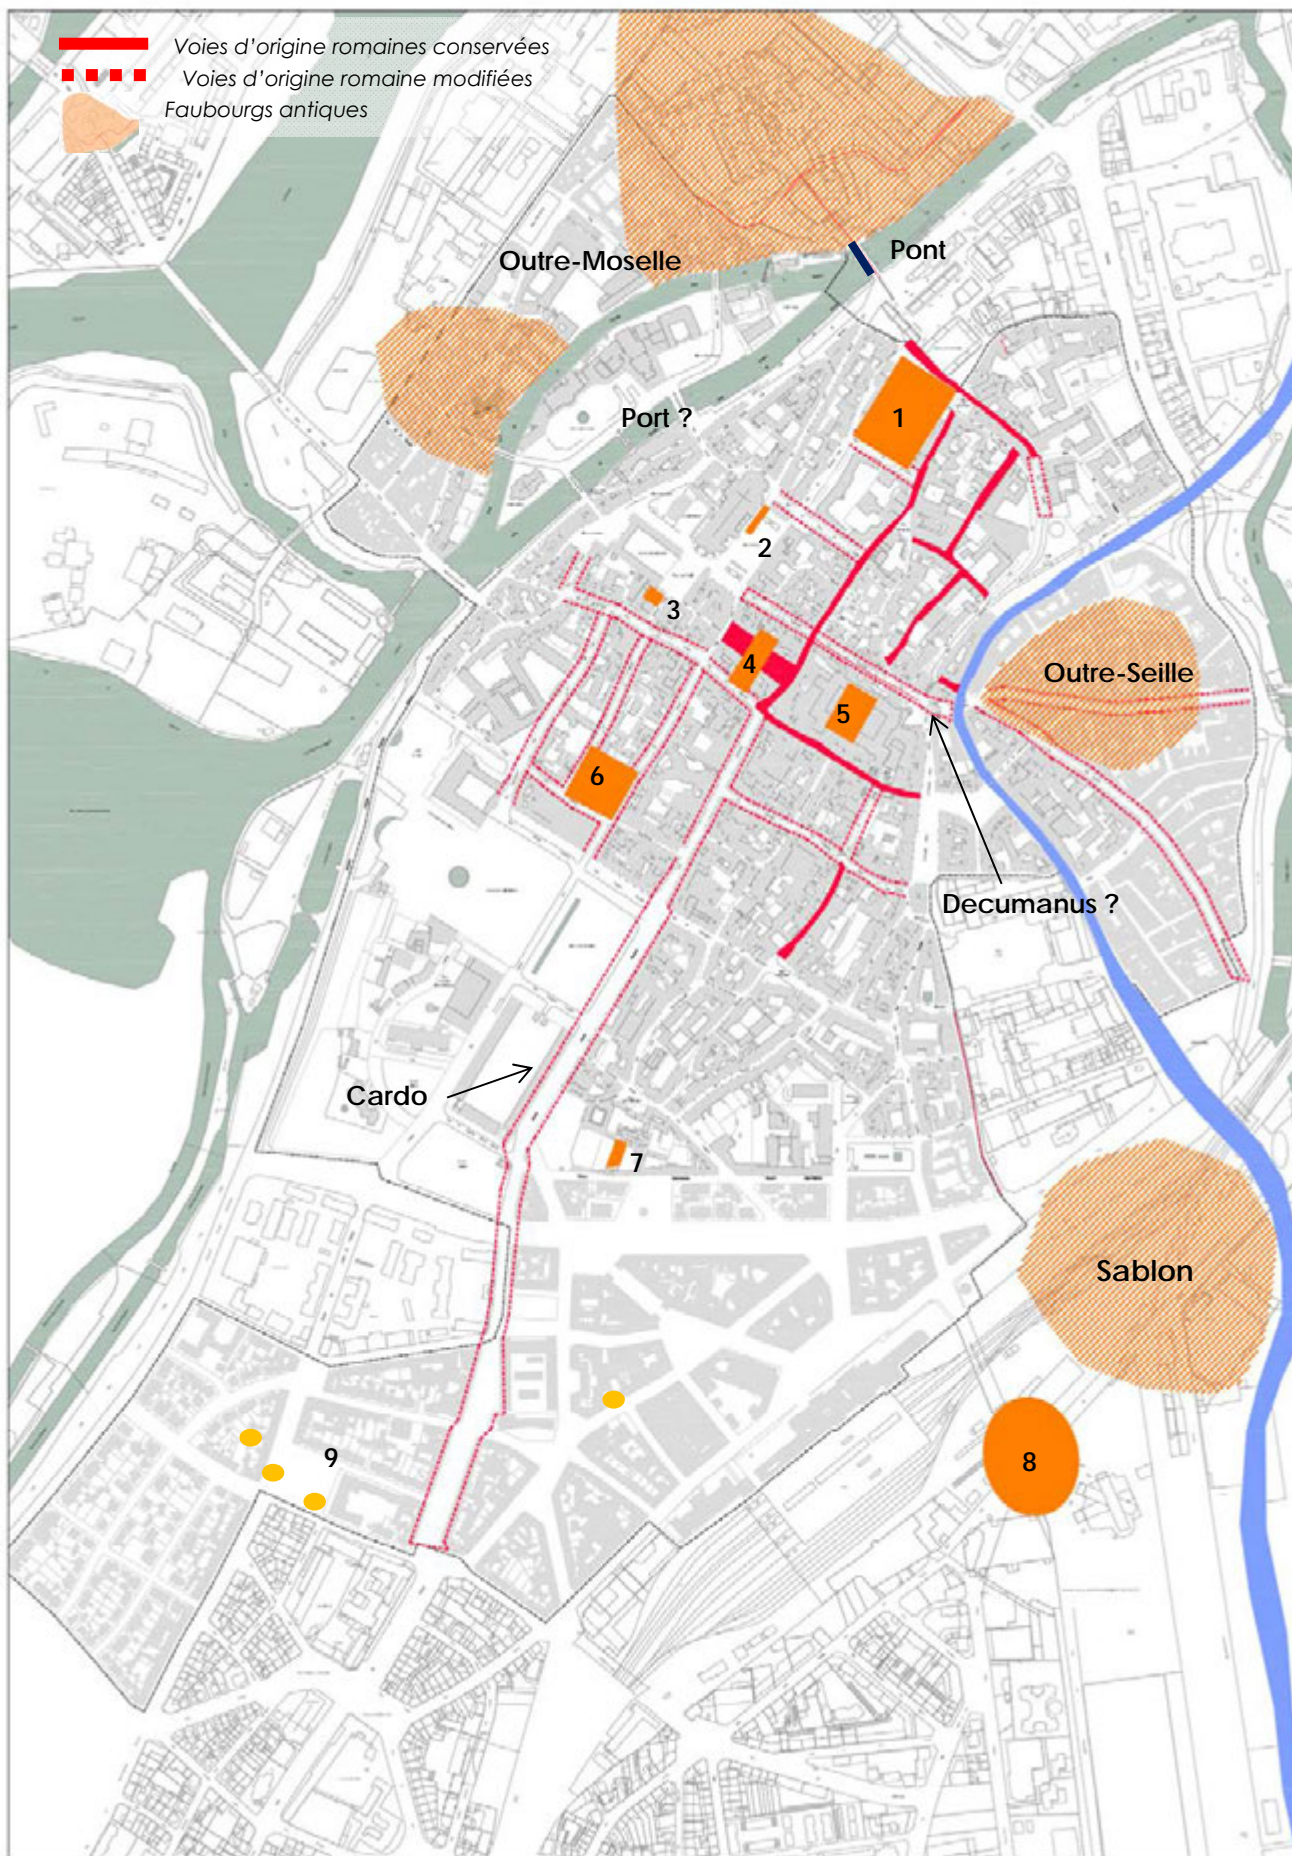 Voies d'origine romaines conservées
Voies d'origine romaine modifiées
Faubourgs antiques
Outre-Moselle
Pont
Port ?
1
2
3
4
5
Outre-Seille
6
Decumanus ?
Cardo
7
Sablon
8
9